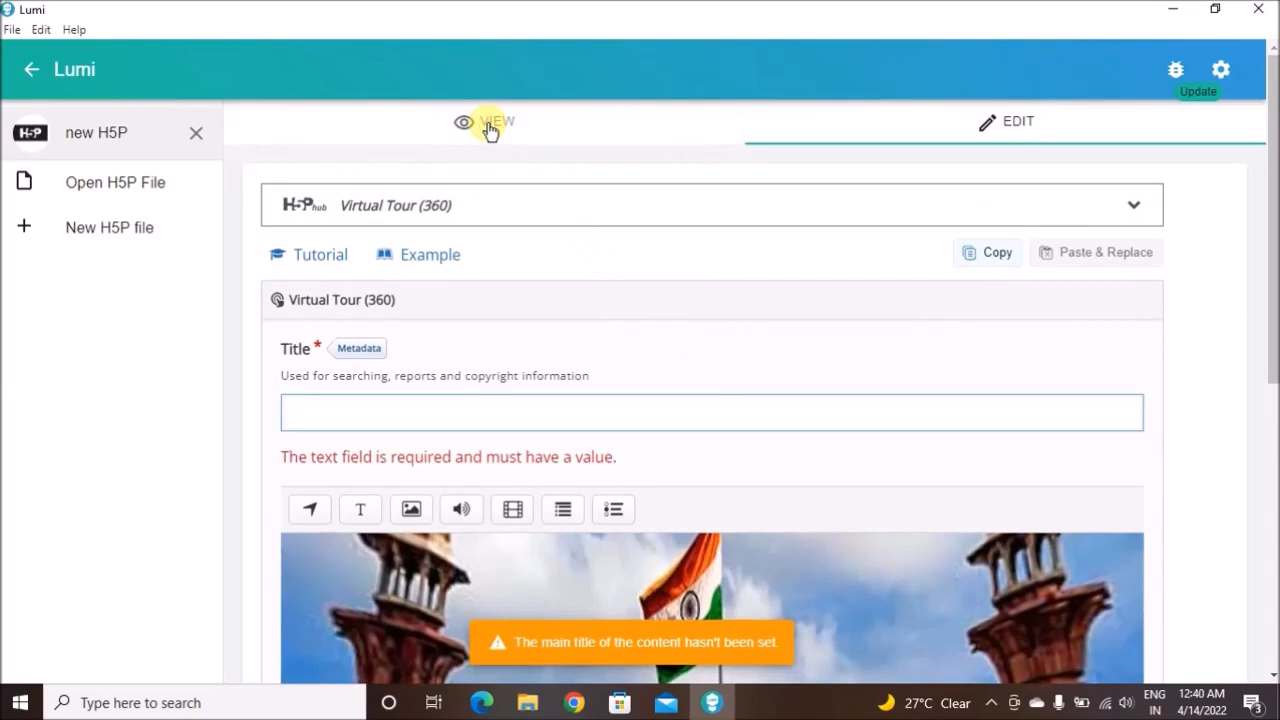 Lumi
File Edit Help
Lumi
Update
H5P new H5P
VIEW
EDIT
Open H5P File
New H5P file
H5Phub Virtual Tour (360)
Tutorial Example
Copy Paste & Replace
Virtual Tour (360)
Title * Metadata
Used for searching, reports and copyright information
The text field is required and must have a value.
T
The main title of the content hasn't been set.
Type here to search
27°C Clear
ENG
IN
12:40 AM
4/14/2022
3